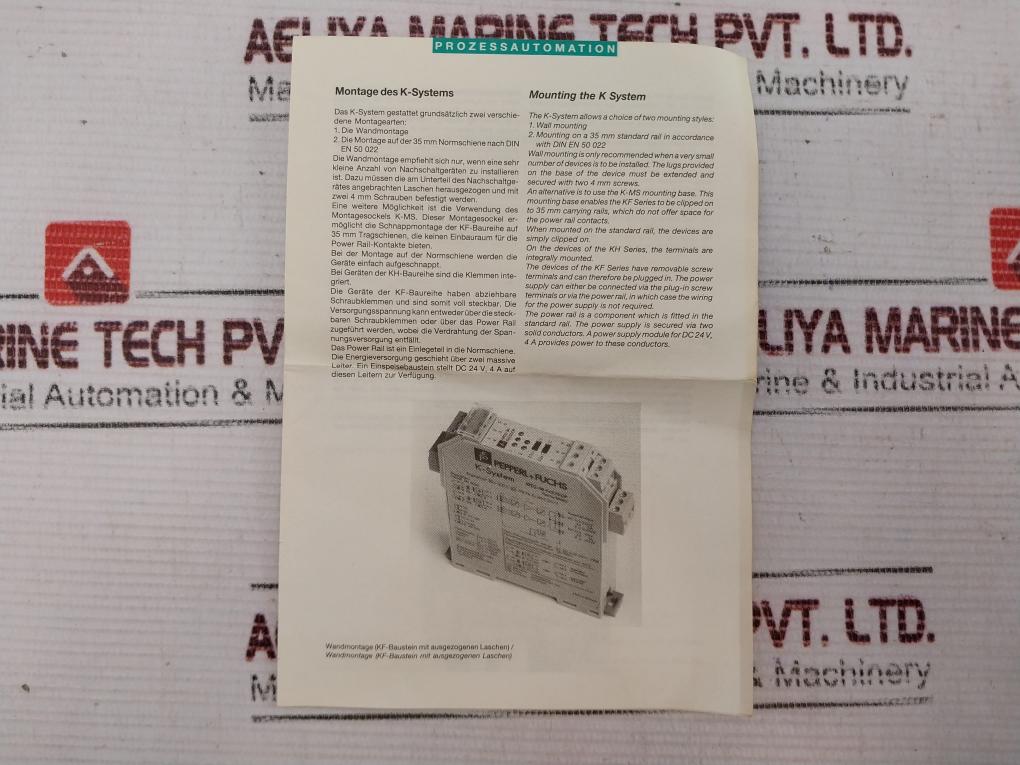 AELIYA MARINE TECH PVT. LTD.
Machinery
PROZESSAUTOMATION
Montage des K-Systems
Das K-System gestattet grundsätzlich zwei verschie-
dene Montagearten:
1. Die Wandmontage
2. Die Montage auf der 35 mm Normschiene nach DIN
EN 50 022
Die Wandmontage empfiehlt sich nur, wenn eine sehr
kleine Anzahl von Nachschaltgeräten zu installieren
ist. Dazu müssen die am Unterteil des Nachschaltge-
rätes angebrachten Laschen herausgezogen und mit
zwei 4 mm Schrauben befestigt werden.
Eine weitere Möglichkeit ist die Verwendung des
Montagesockels K-MS. Dieser Montagesockel er-
möglicht die Schnappmontage der KF-Baureihe auf
35 mm Tragschienen, die keinen Einbauraum für die
Power Rail-Kontakte bieten.
Bei der Montage auf der Normschiene werden die
Geräte einfach aufgeschnappt.
Bei Geräten der KH-Baureihe sind die Klemmen inte-
griert.
Die Geräte der KF-Baureihe haben abziehbare
Schraubklemmen und sind somit voll steckbar. Die
Versorgungsspannung kann entweder über die steck-
baren Schraubklemmen oder über das Power Rail
zugeführt werden, wobei die Verdrahtung der Span-
nungsversorgung entfällt.
Das Power Rail ist ein Einlegeteil in die Normschiene.
Die Energieversorgung geschieht über zwei massive
Leiter. Ein Einspeisebaustein stellt DC 24 V, 4 A auf
diesen Leitern zur Verfügung.
Mounting the K System
The K-System allows a choice of two mounting styles:
1. Wall mounting
2. Mounting on a 35 mm standard rail in accordance
with DIN EN 50 022
Wall mounting is only recommended when a very small
number of devices is to be installed. The lugs provided
on the base of the device must be extended and
secured with two 4 mm screws.
An alternative is to use the K-MS mounting base. This
mounting base enables the KF Series to be clipped on
to 35 mm carrying rails, which do not offer space for
the power rail contacts.
When mounted on the standard rail, the devices are
simply clipped on.
On the devices of the KH Series, the terminals are
integrally mounted.
The devices of the KF Series have removable screw
terminals and can therefore be plugged in. The power
supply can either be connected via the plug-in screw
terminals or via the power rail, in which case the wiring
for the power supply is not required.
The power rail is a component which is fitted in the
standard rail. The power supply is secured via two
solid conductors. A power supply module for DC 24 V,
4 A provides power to these conductors.
PEPPERL+FUCHS
K-System
Wandmontage (KF-Baustein mit ausgezogenen Laschen) /
Wandmontage (KF-Baustein mit ausgezogenen Laschen)
RINE TECH PV
LIYA MARINE
ial Automation &
rine & Industrial A
PVT. LTD.
& Machinery